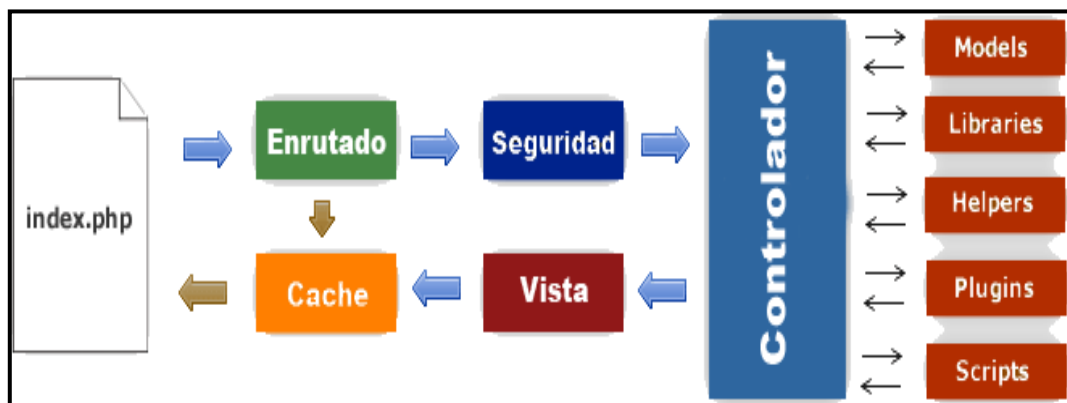 index.php
Enrutado
Seguridad
Controlador
Models
Libraries
Helpers
Plugins
Scripts
Vista
Cache